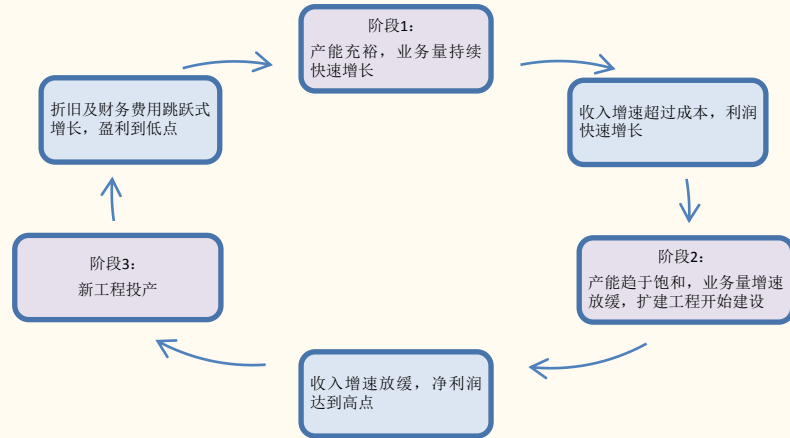 阶段1：
产能充裕，业务量持续
快速增长
收入增速超过成本，利润
快速增长
阶段2：
产能趋于饱和，业务量增速
放缓，扩建工程开始建设
收入增速放缓，净利润
达到高点
阶段3：
新工程投产
折旧及财务费用跳跃式
增长，盈利到低点